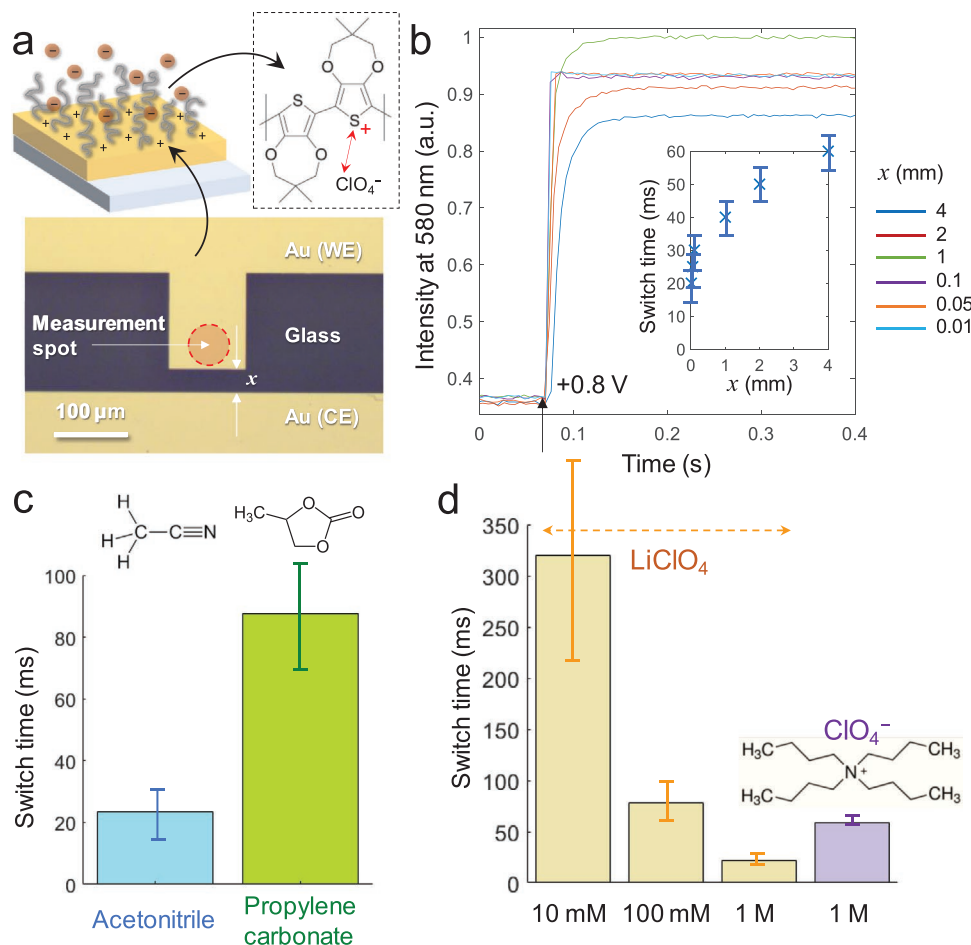 a
− − − − − − −
+ + + + + + +
O O
S S
+
O O
ClO₄⁻
Au (WE)
Measurement
spot
Glass
x
100 µm
Au (CE)
b
Intensity at 580 nm (a.u.)
1
0.9
0.8
0.7
0.6
0.5
0.4
0 0.1 0.2 0.3 0.4
Time (s)
+0.8 V
Switch time (ms)
60
50
40
30
20
10
0
0 1 2 3 4
x (mm)
x (mm)
4
2
1
0.1
0.05
0.01
c
H
H C C N
H
H₃C O O
O
Switch time (ms)
100
80
60
40
20
0
Acetonitrile
Propylene
carbonate
d
Switch time (ms)
350
300
250
200
150
100
50
0
LiClO₄
ClO₄⁻
H₃C CH₃
N⁺
H₃C CH₃
10 mM 100 mM 1 M 1 M